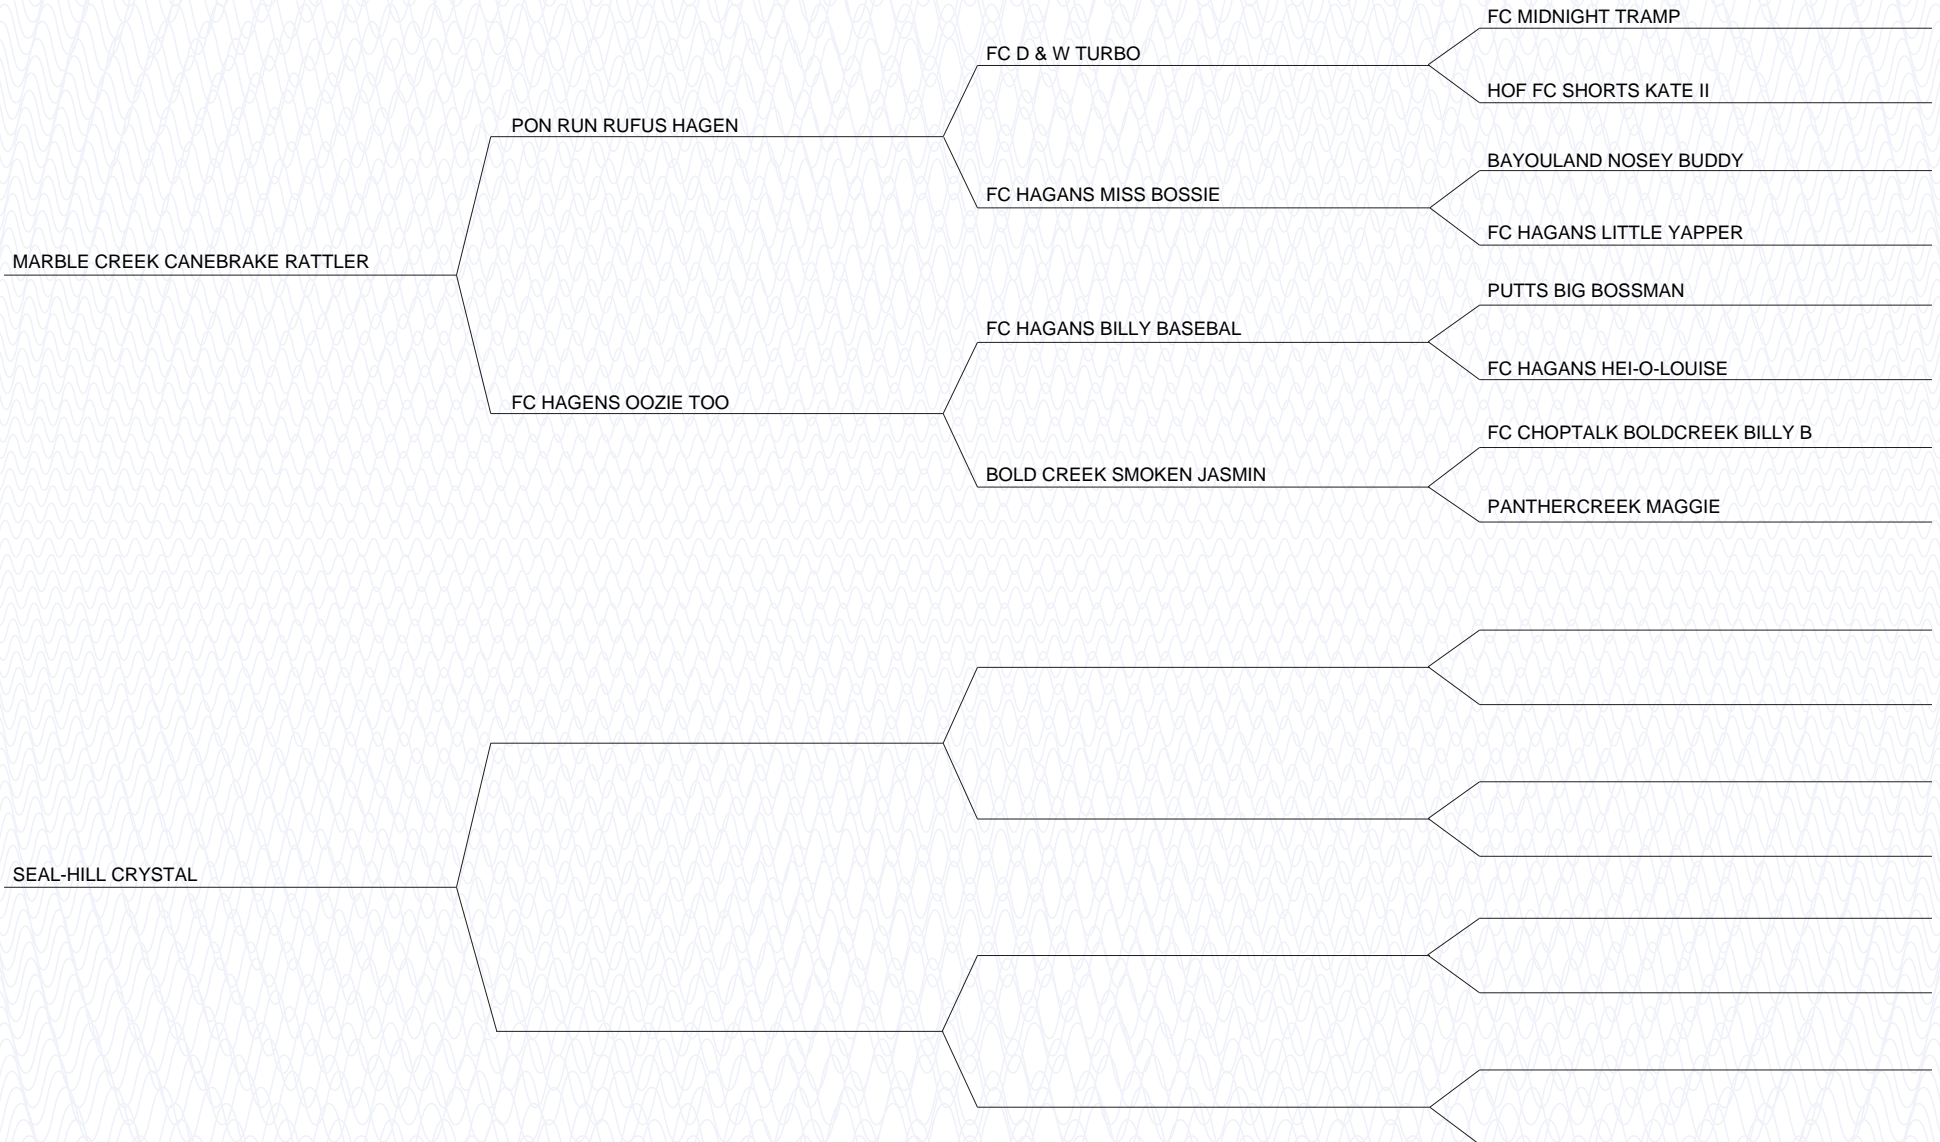 FC MIDNIGHT TRAMP
FC D & W TURBO
HOF FC SHORTS KATE II
PON RUN RUFUS HAGEN
BAYOULAND NOSEY BUDDY
FC HAGANS MISS BOSSIE
FC HAGANS LITTLE YAPPER
MARBLE CREEK CANEBRAKE RATTLER
PUTTS BIG BOSSMAN
FC HAGANS BILLY BASEBAL
FC HAGANS HEI-O-LOUISE
FC HAGENS OOZIE TOO
FC CHOPTALK BOLDCREEK BILLY B
BOLD CREEK SMOKEN JASMIN
PANTHERCREEK MAGGIE
SEAL-HILL CRYSTAL